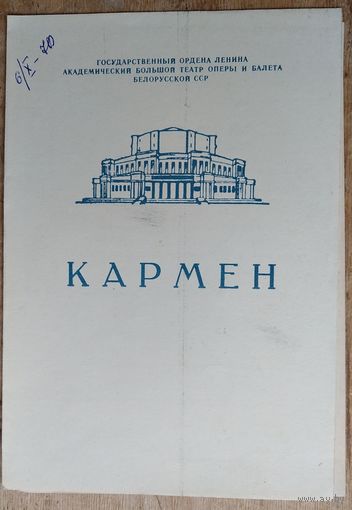 6/X-70
ГОСУДАРСТВЕННЫЙ ОРДЕНА ЛЕНИНА
АКАДЕМИЧЕСКИЙ БОЛЬШОЙ ТЕАТР ОПЕРЫ И БАЛЕТА
БЕЛОРУССКОЙ ССР
КАРМЕН